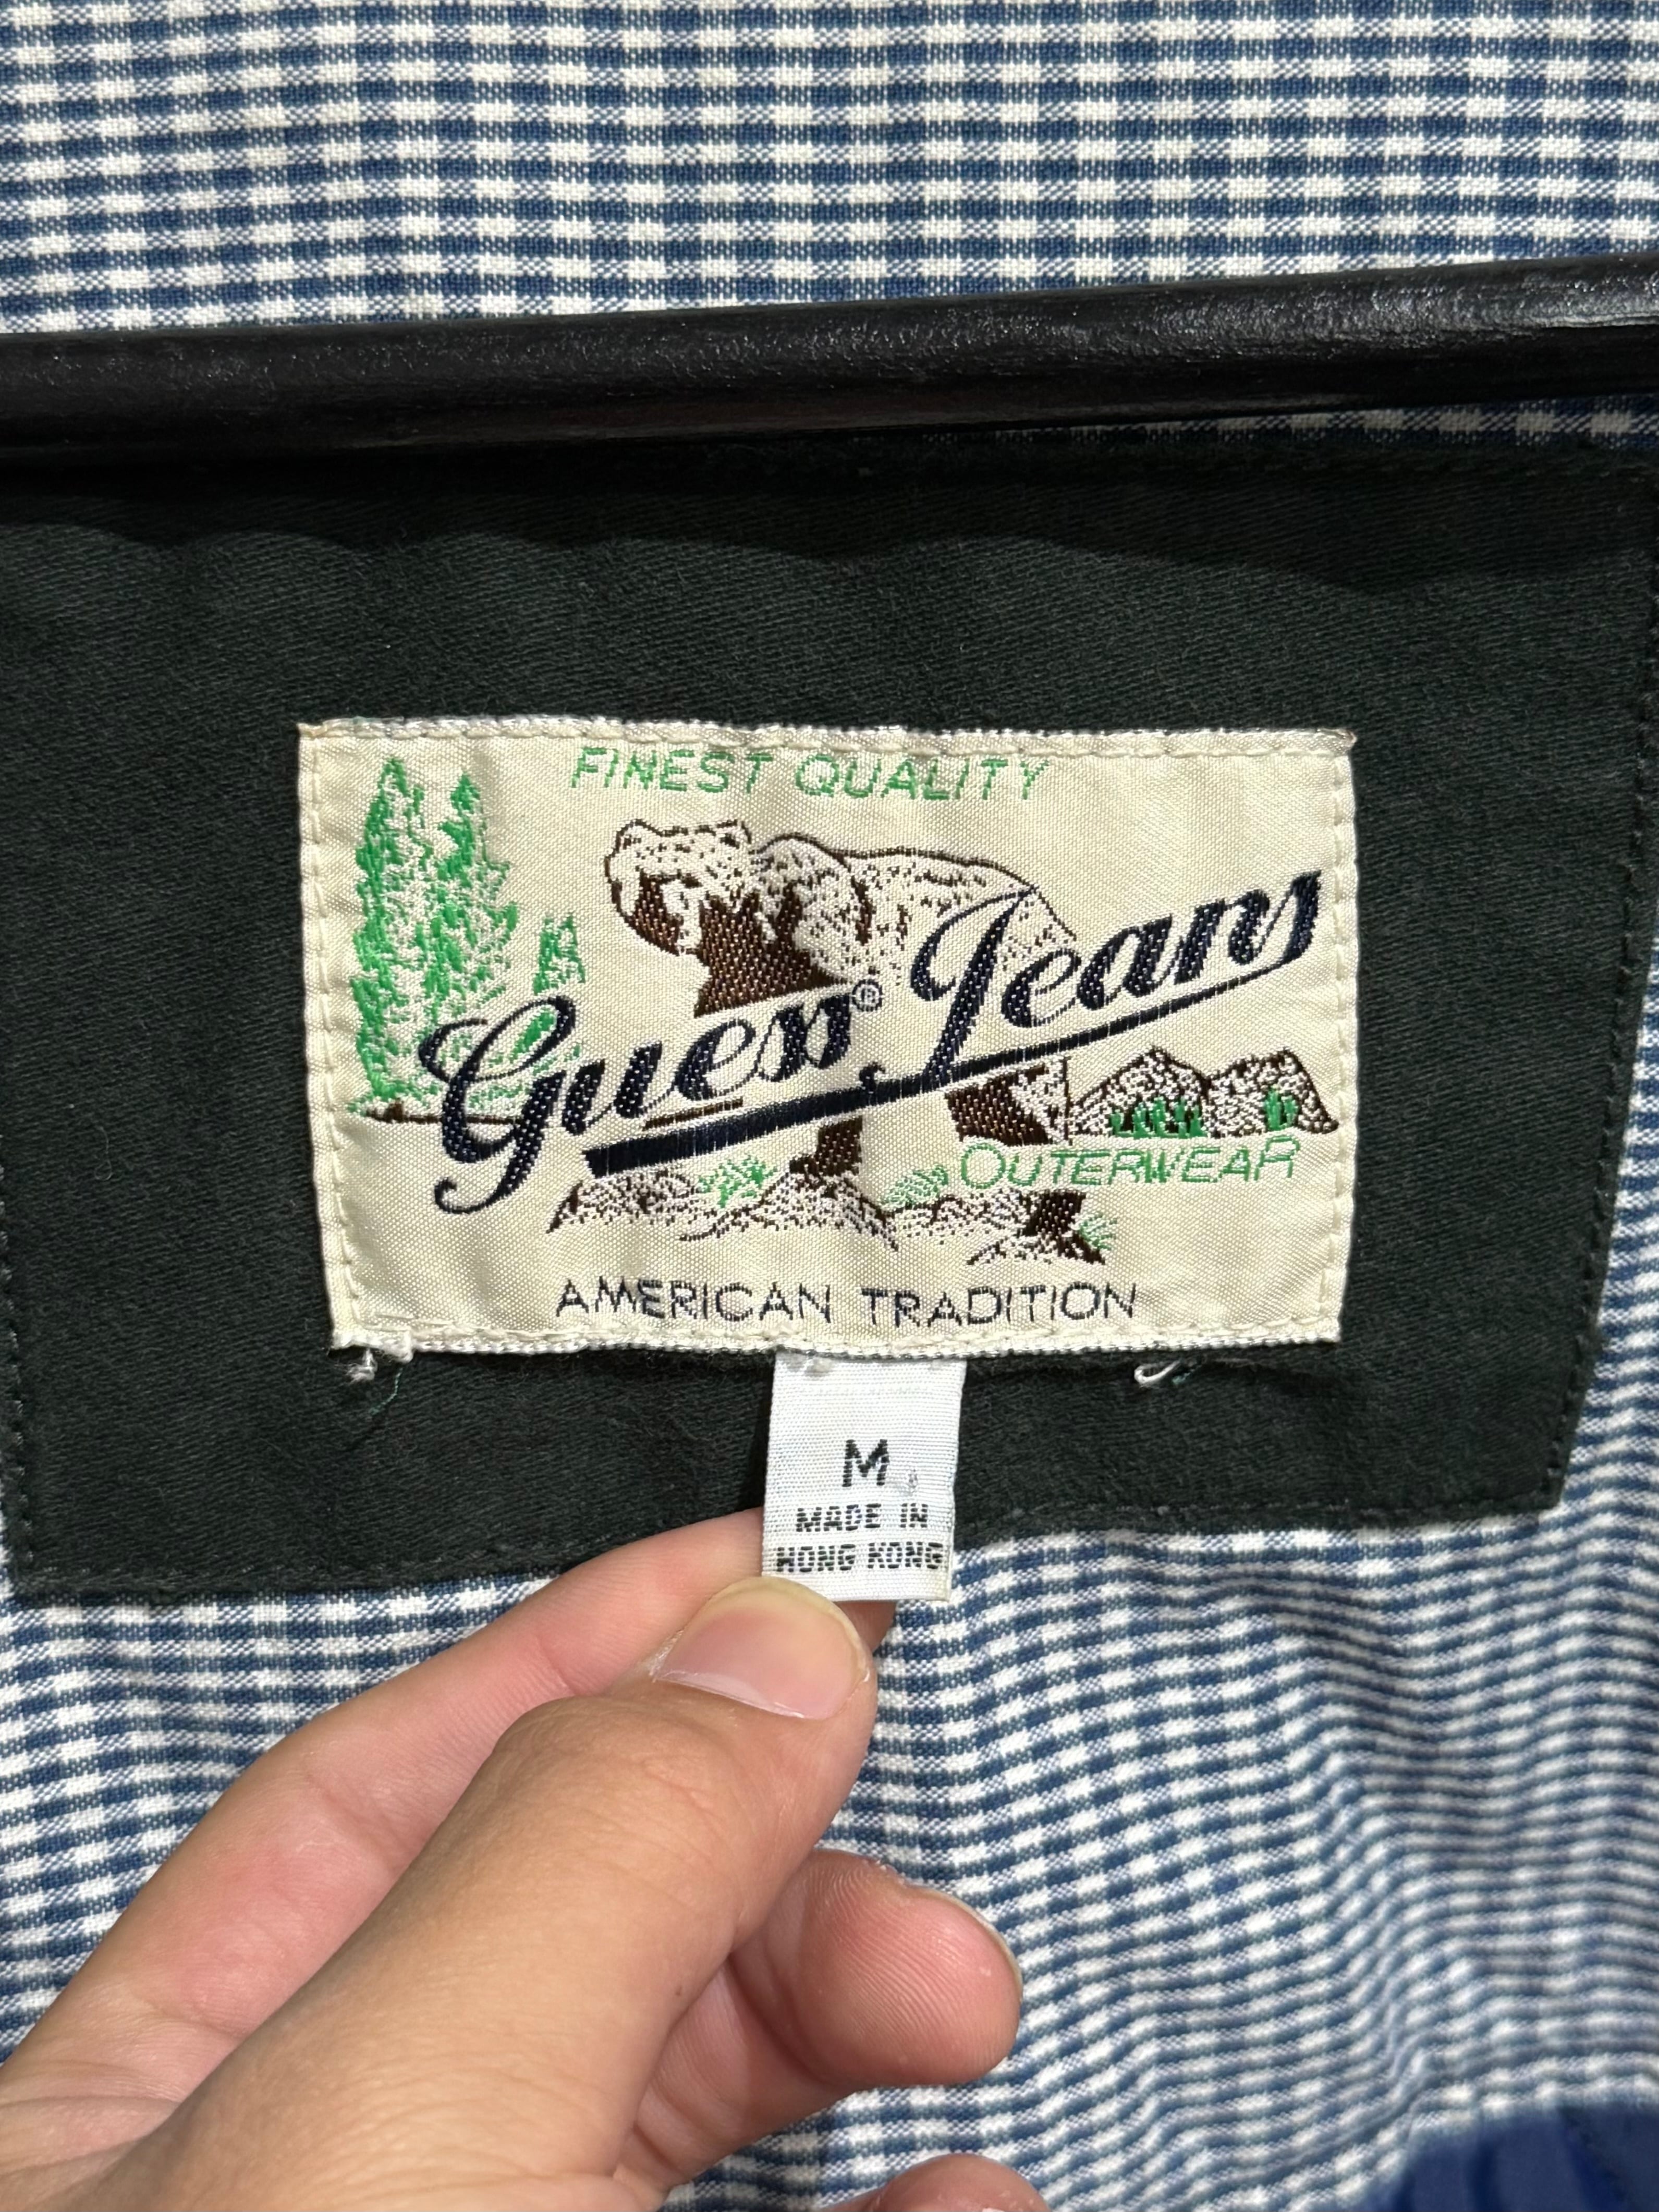 FINEST QUALITY
Guess® Jeans
OUTERWEAR
AMERICAN TRADITION
M
MADE IN
HONG KONG